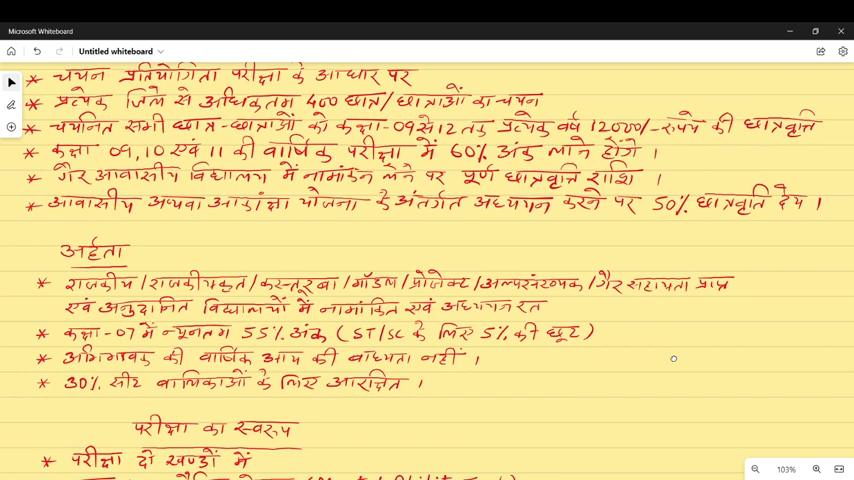 Microsoft Whiteboard
Untitled whiteboard
* चयन प्रतियोगिता परीक्षा के आधार पर
* प्रत्येक जिले से अधिकतम 400 छात्र/छात्राओं का चयन
* चयनित सभी छात्र-छात्राओं को कक्षा-09 से 12 तक प्रत्येक वर्ष 12000/-रुपये की छात्रवृत्ति
* कक्षा 09,10 एवं 11 की वार्षिक परीक्षा में 60% अंक लाने होंगे ।
* गैर आवासीय विद्यालय में नामांकन लेने पर पूर्ण छात्रवृत्ति राशि ।
* आवासीय अथवा आकांक्षा योजना के अंतर्गत अध्ययन करने पर 50% छात्रवृति देय ।
अर्हता
* राजकीय/राजकीयकृत/कस्तूरबा/मॉडल/प्रोजेक्ट/अल्पसंख्यक/गैर सहायता प्राप्त
एवं अनुदानित विद्यालयों में नामांकित एवं अध्ययनरत
* कक्षा-07 में न्यूनतम 55% अंक (ST/SC के लिए 5% की छूट)
* अभिभावक की वार्षिक आय की बाध्यता नहीं ।
* 30% सीट बालिकाओं के लिए आरक्षित ।
परीक्षा का स्वरूप
* परीक्षा दो खण्डों में
103%